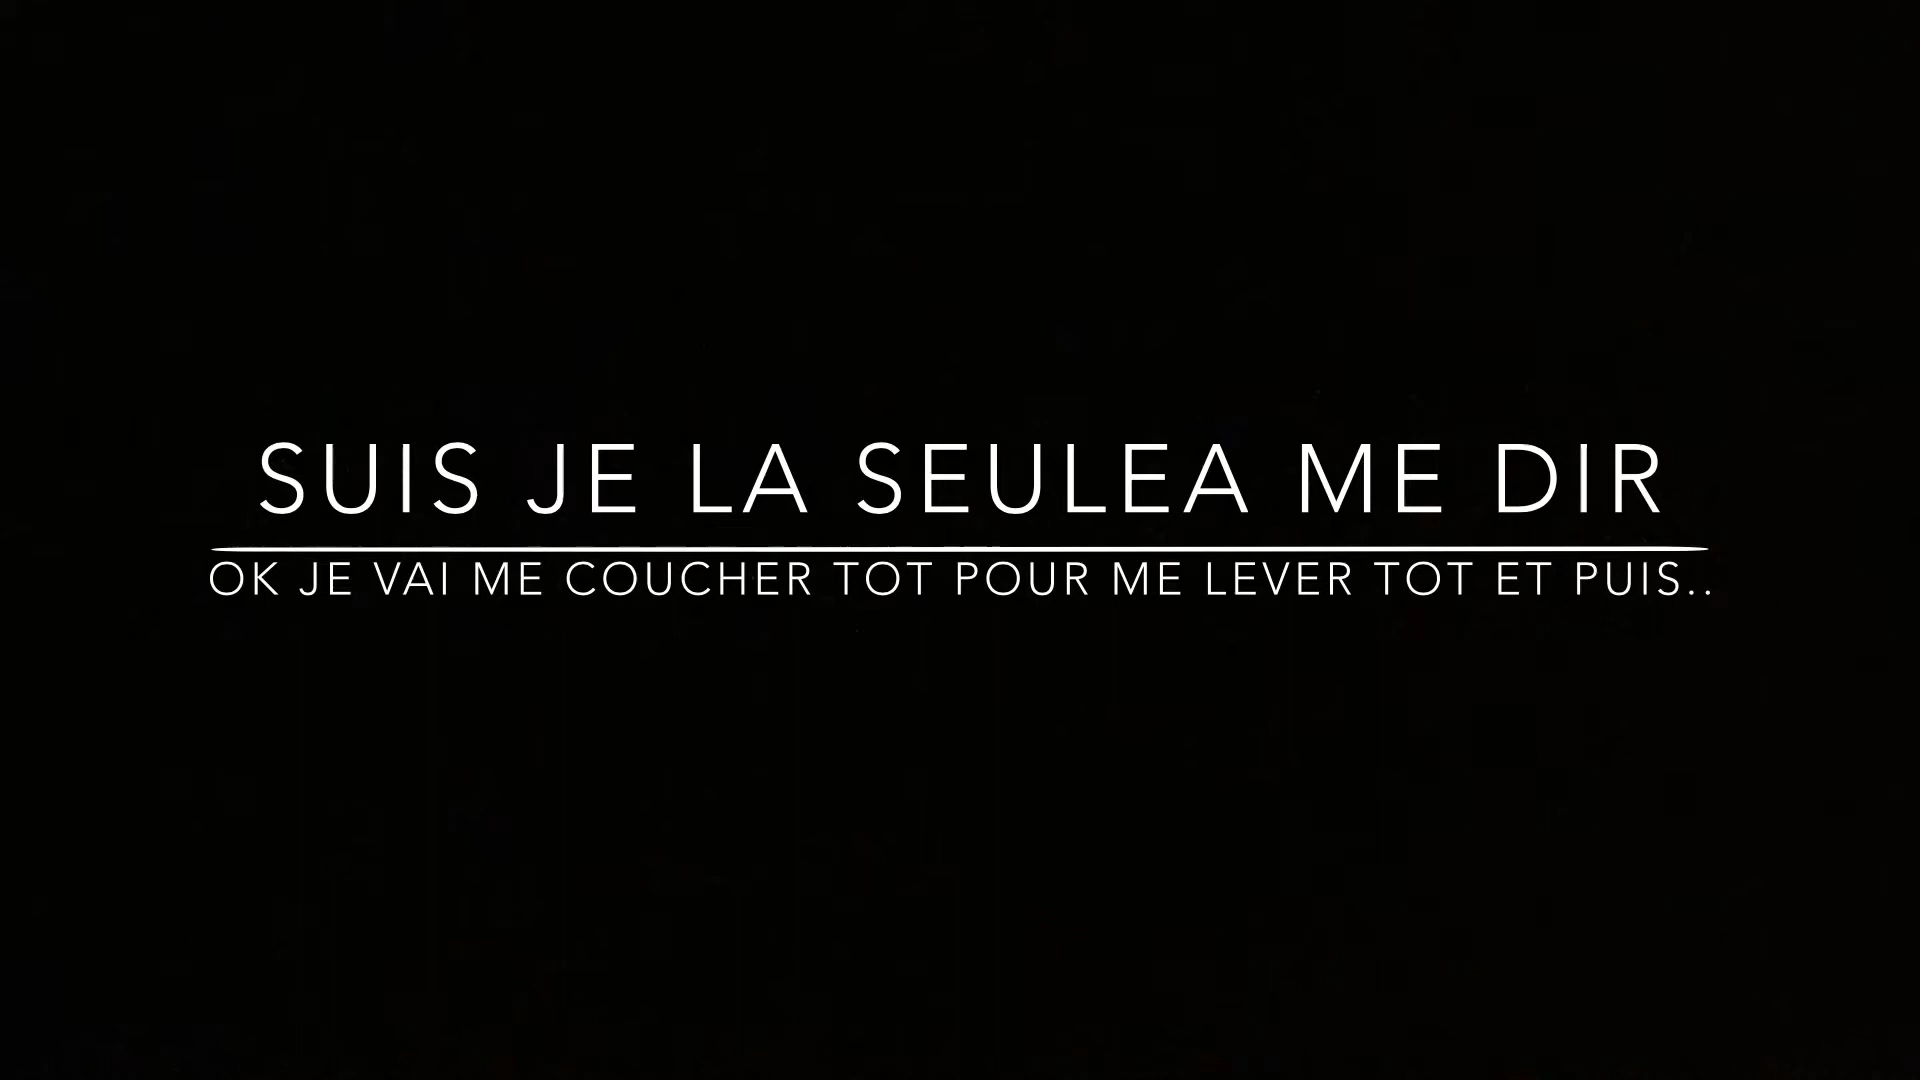 SUIS JE LA SEULEA ME DIR
OK JE VAI ME COUCHER TOT POUR ME LEVER TOT ET PUIS..